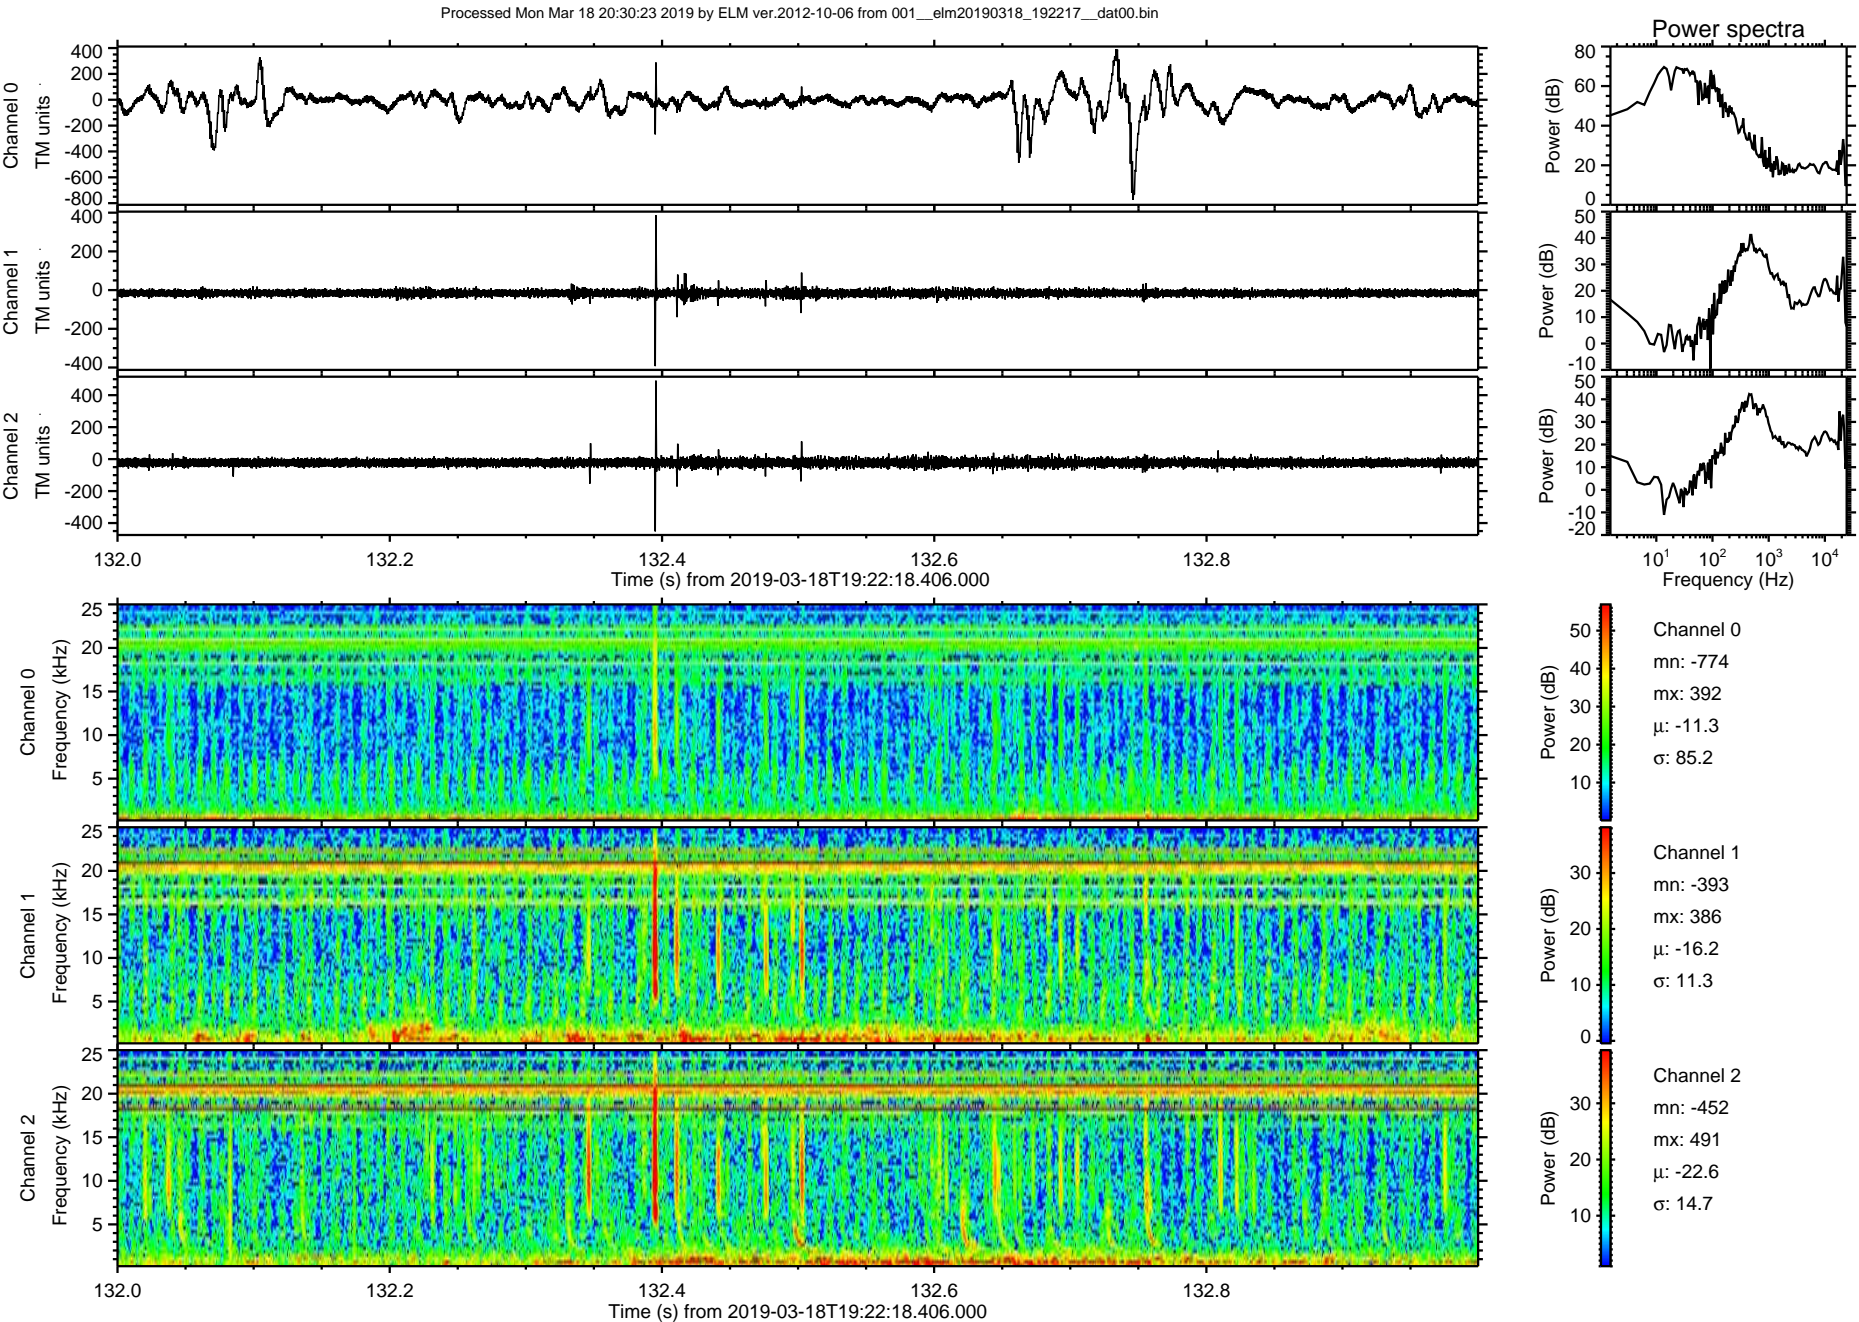 Processed Mon Mar 18 20:30:23 2019 by ELM ver.2012-10-06 from 001__elm20190318_192217__dat00.bin
Power spectra
Channel 0
TM units
400
200
0
-200
-400
-600
-800
Power (dB)
80
60
40
20
0
Channel 1
TM units
400
200
0
-200
-400
Power (dB)
50
40
30
20
10
0
-10
Channel 2
TM units
400
200
0
-200
-400
Power (dB)
50
40
30
20
10
0
-10
-20
132.0 132.2 132.4 132.6 132.8
Time (s) from 2019-03-18T19:22:18.406.000
10¹ 10² 10³ 10⁴
Frequency (Hz)
Channel 0
Frequency (kHz)
25
20
15
10
5
Power (dB)
50
40
30
20
10
Channel 0
mn: -774
mx: 392
μ: -11.3
σ: 85.2
Channel 1
Frequency (kHz)
25
20
15
10
5
Power (dB)
30
20
10
0
Channel 1
mn: -393
mx: 386
μ: -16.2
σ: 11.3
Channel 2
Frequency (kHz)
25
20
15
10
5
Power (dB)
30
20
10
Channel 2
mn: -452
mx: 491
μ: -22.6
σ: 14.7
132.0 132.2 132.4 132.6 132.8
Time (s) from 2019-03-18T19:22:18.406.000